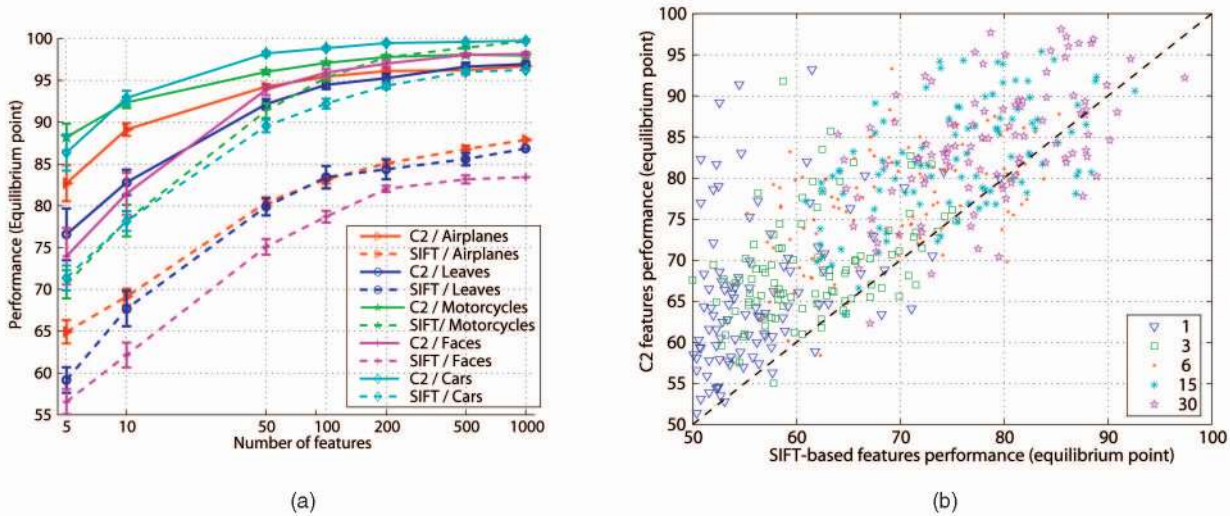 100
95
90
85
80
75
70
65
60
55
Performance (Equilibrium point)
5
10
50
100
200
500
1000
Number of features
C2 / Airplanes
SIFT / Airplanes
C2 / Leaves
SIFT / Leaves
C2 / Motorcycles
SIFT/ Motorcycles
C2 / Faces
SIFT / Faces
C2 / Cars
SIFT / Cars
(a)
100
95
90
85
80
75
70
65
60
55
50
C2 features performance (equilibrium point)
50
60
70
80
90
100
SIFT-based features performance (equilibrium point)
1
3
6
15
30
(b)